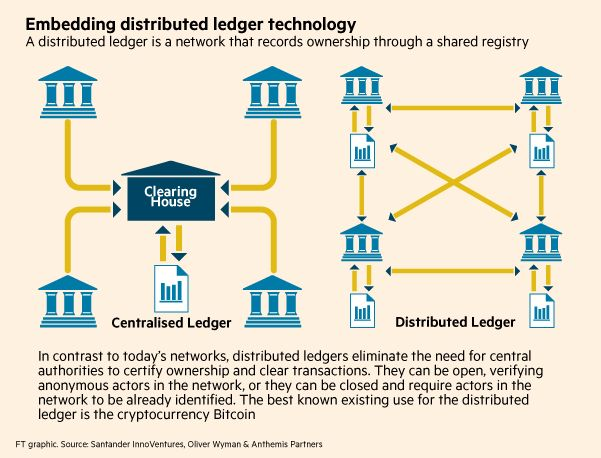 Embedding distributed ledger technology
A distributed ledger is a network that records ownership through a shared registry
Clearing
House
Centralised Ledger
Distributed Ledger
In contrast to today's networks, distributed ledgers eliminate the need for central
authorities to certify ownership and clear transactions. They can be open, verifying
anonymous actors in the network, or they can be closed and require actors in the
network to be already identified. The best known existing use for the distributed
ledger is the cryptocurrency Bitcoin
FT graphic. Source: Santander InnoVentures, Oliver Wyman & Anthemis Partners